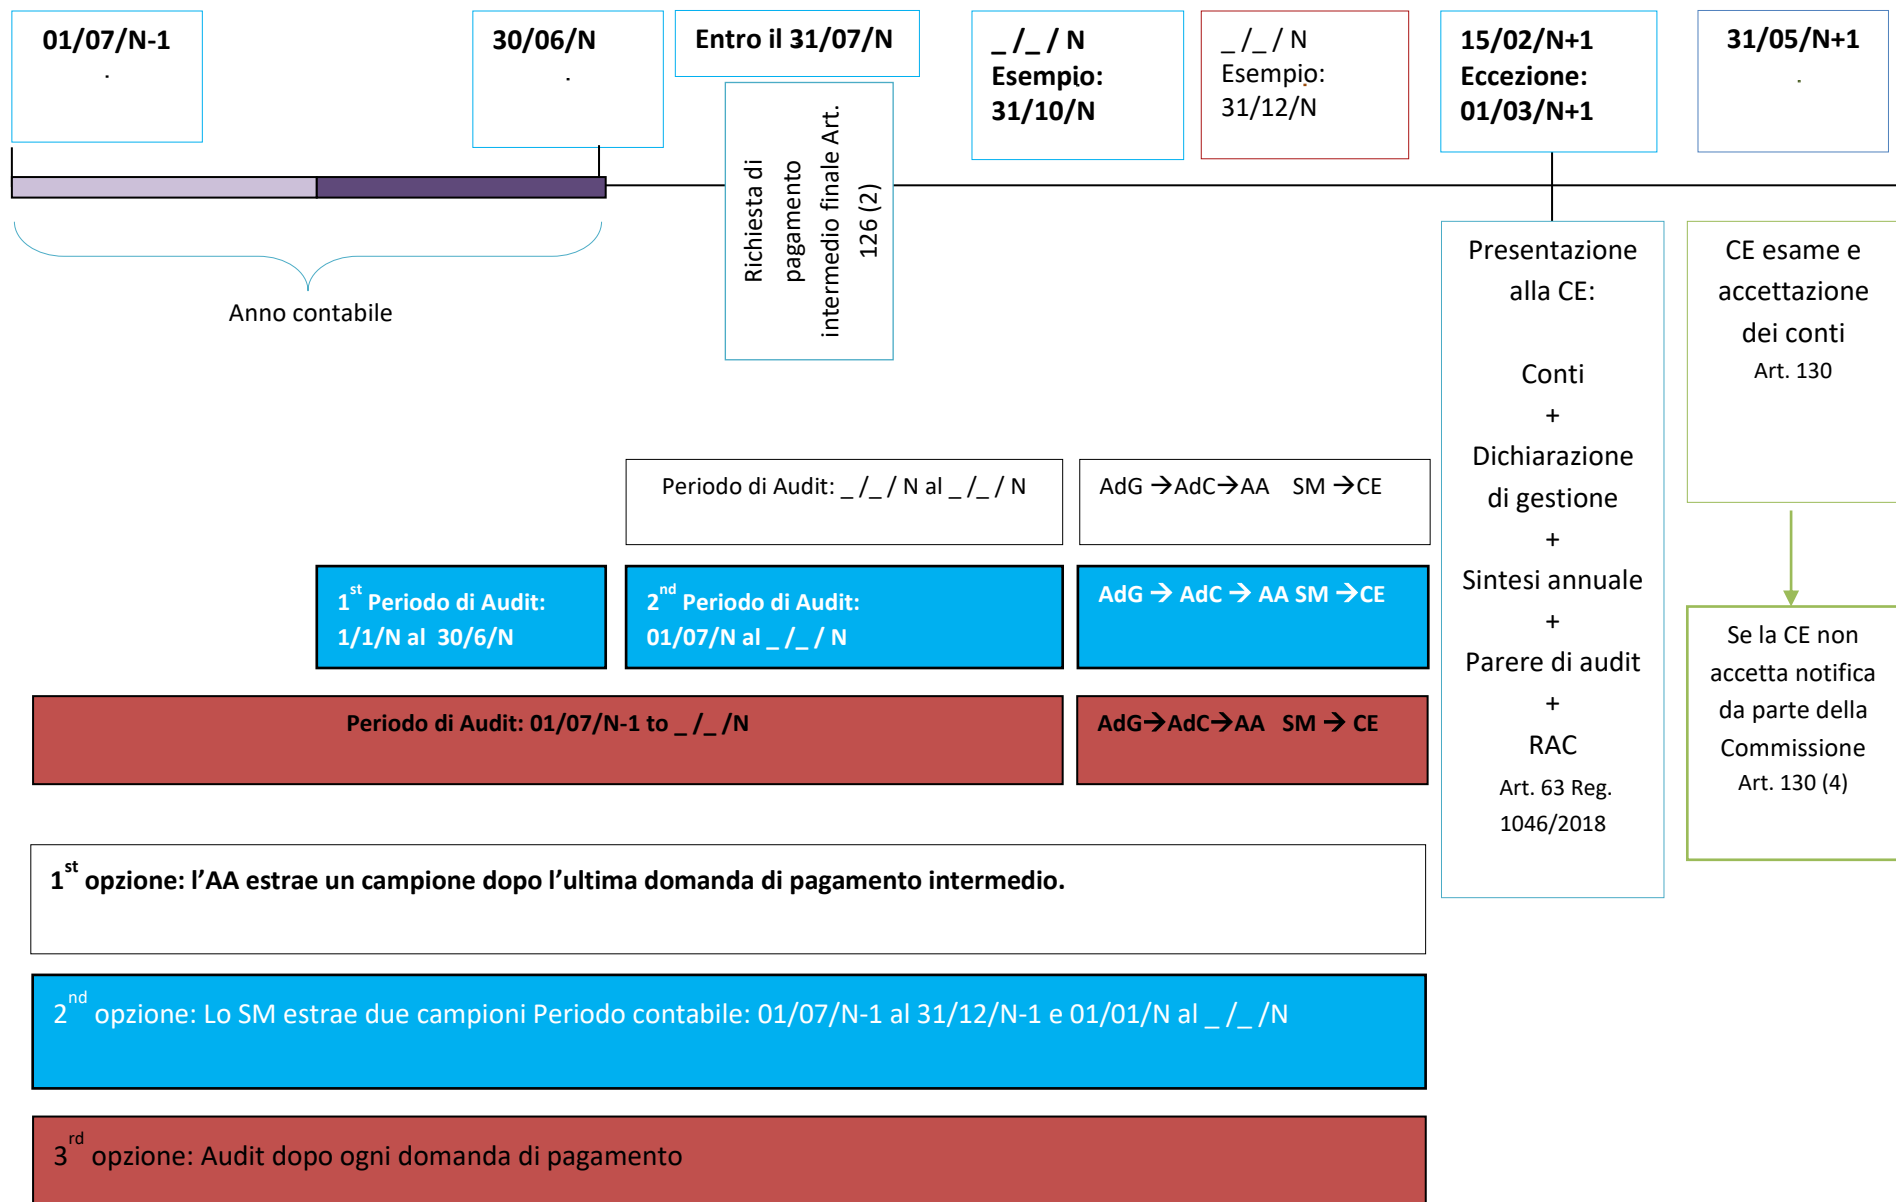 01/07/N-1
30/06/N
Entro il 31/07/N
_ /_ / N
Esempio:
31/10/N
_ /_ / N
Esempio:
31/12/N
15/02/N+1
Eccezione:
01/03/N+1
31/05/N+1
Richiesta di
pagamento
intermedio finale Art.
126 (2)
Anno contabile
Presentazione
alla CE:
Conti
+
Dichiarazione
di gestione
+
Sintesi annuale
+
Parere di audit
+
RAC
Art. 63 Reg.
1046/2018
CE esame e
accettazione
dei conti
Art. 130
Se la CE non
accetta notifica
da parte della
Commissione
Art. 130 (4)
Periodo di Audit: _ /_ / N al _ /_ / N
AdG →AdC→AA SM →CE
1st Periodo di Audit:
1/1/N al 30/6/N
2nd Periodo di Audit:
01/07/N al _ /_ / N
AdG → AdC → AA SM →CE
Periodo di Audit: 01/07/N-1 to _ /_ /N
AdG→AdC→AA SM → CE
1st opzione: l’AA estrae un campione dopo l’ultima domanda di pagamento intermedio.
2nd opzione: Lo SM estrae due campioni Periodo contabile: 01/07/N-1 al 31/12/N-1 e 01/01/N al _ /_ /N
3rd opzione: Audit dopo ogni domanda di pagamento